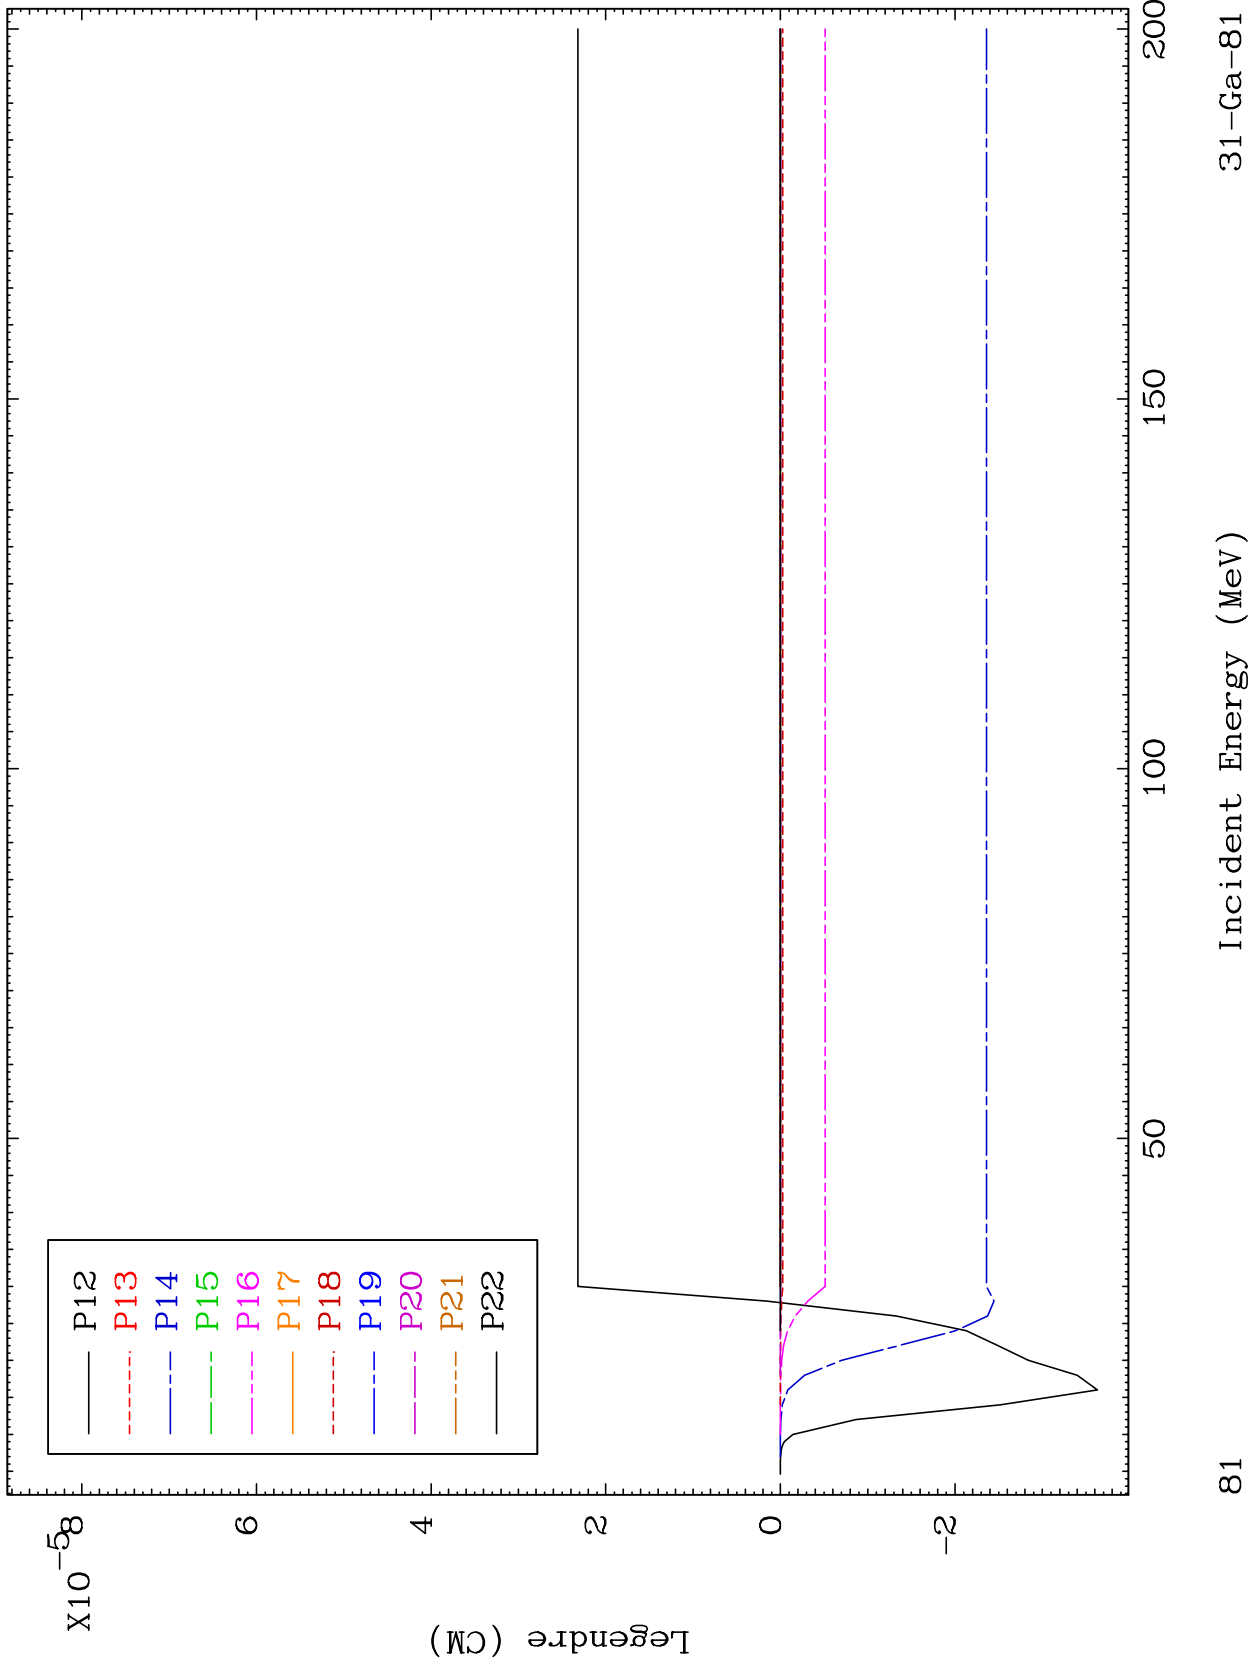 X10 -5
8
6
4
2
0
-2
Legendre (CM)
P12
P13
P14
P15
P16
P17
P18
P19
P20
P21
P22
50
100
150
200
Incident Energy (MeV)
81
31-Ga-81